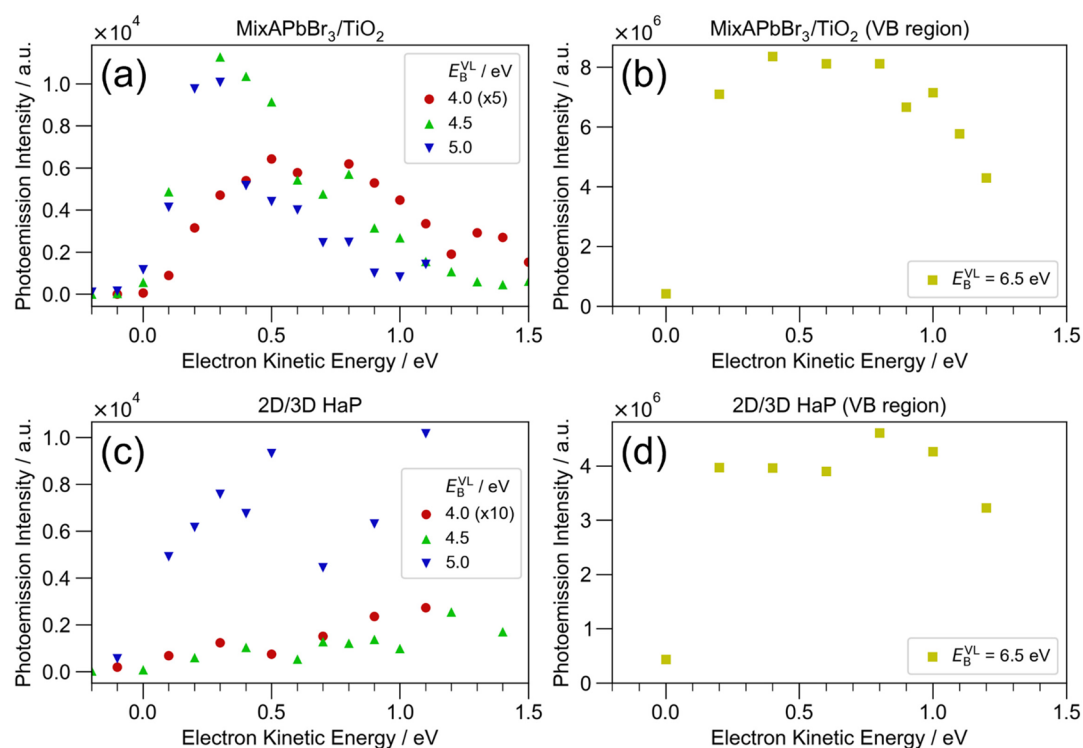 MixAPbBr₃/TiO₂
×10⁴
(a)
E_B^VL / eV
4.0 (x5)
4.5
5.0
1.0
0.8
0.6
0.4
0.2
0.0
Photoemission Intensity / a.u.
0.0 0.5 1.0 1.5
Electron Kinetic Energy / eV
MixAPbBr₃/TiO₂ (VB region)
×10⁶
(b)
8
6
4
2
0
Photoemission Intensity / a.u.
E_B^VL = 6.5 eV
0.0 0.5 1.0 1.5
Electron Kinetic Energy / eV
2D/3D HaP
×10⁴
(c)
E_B^VL / eV
4.0 (x10)
4.5
5.0
1.0
0.8
0.6
0.4
0.2
0.0
Photoemission Intensity / a.u.
0.0 0.5 1.0 1.5
Electron Kinetic Energy / eV
2D/3D HaP (VB region)
×10⁶
(d)
4
3
2
1
0
Photoemission Intensity / a.u.
E_B^VL = 6.5 eV
0.0 0.5 1.0 1.5
Electron Kinetic Energy / eV